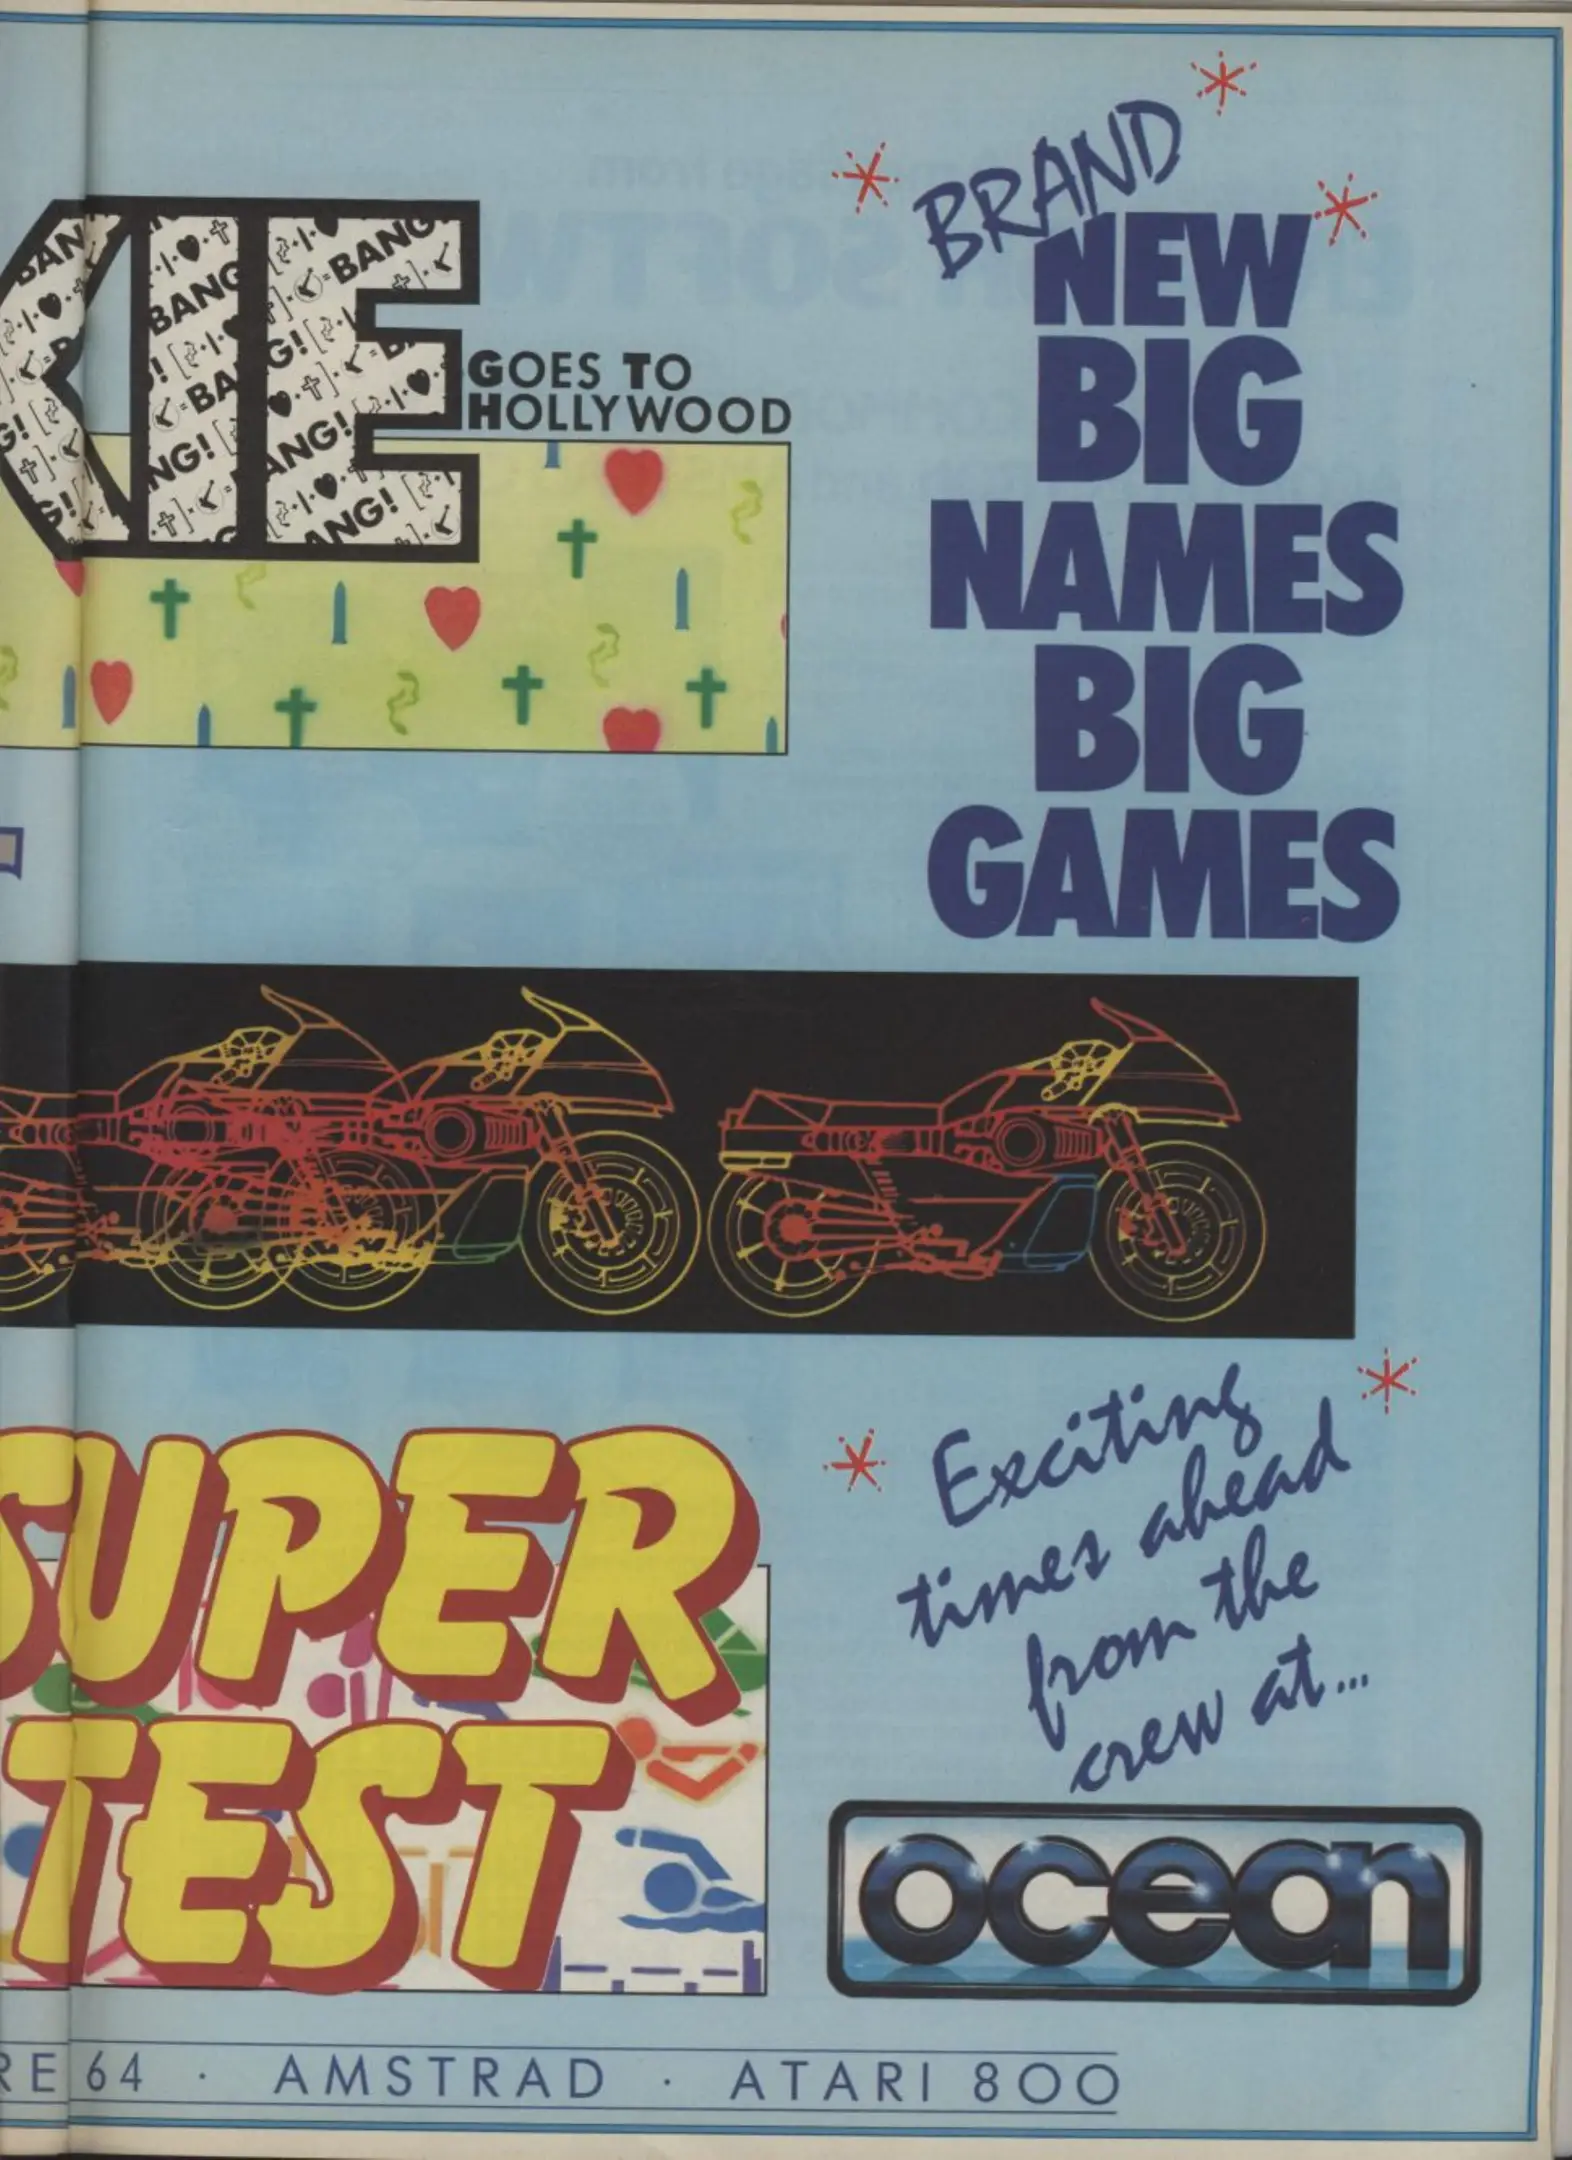 BRAND
NEW
BIG
NAMES
BIG
GAMES
KIE
GOES TO
HOLLYWOOD
BANG!
SUPER
TEST
Exciting
times ahead
from the
crew at...
ocean
RE 64 · AMSTRAD · ATARI 800